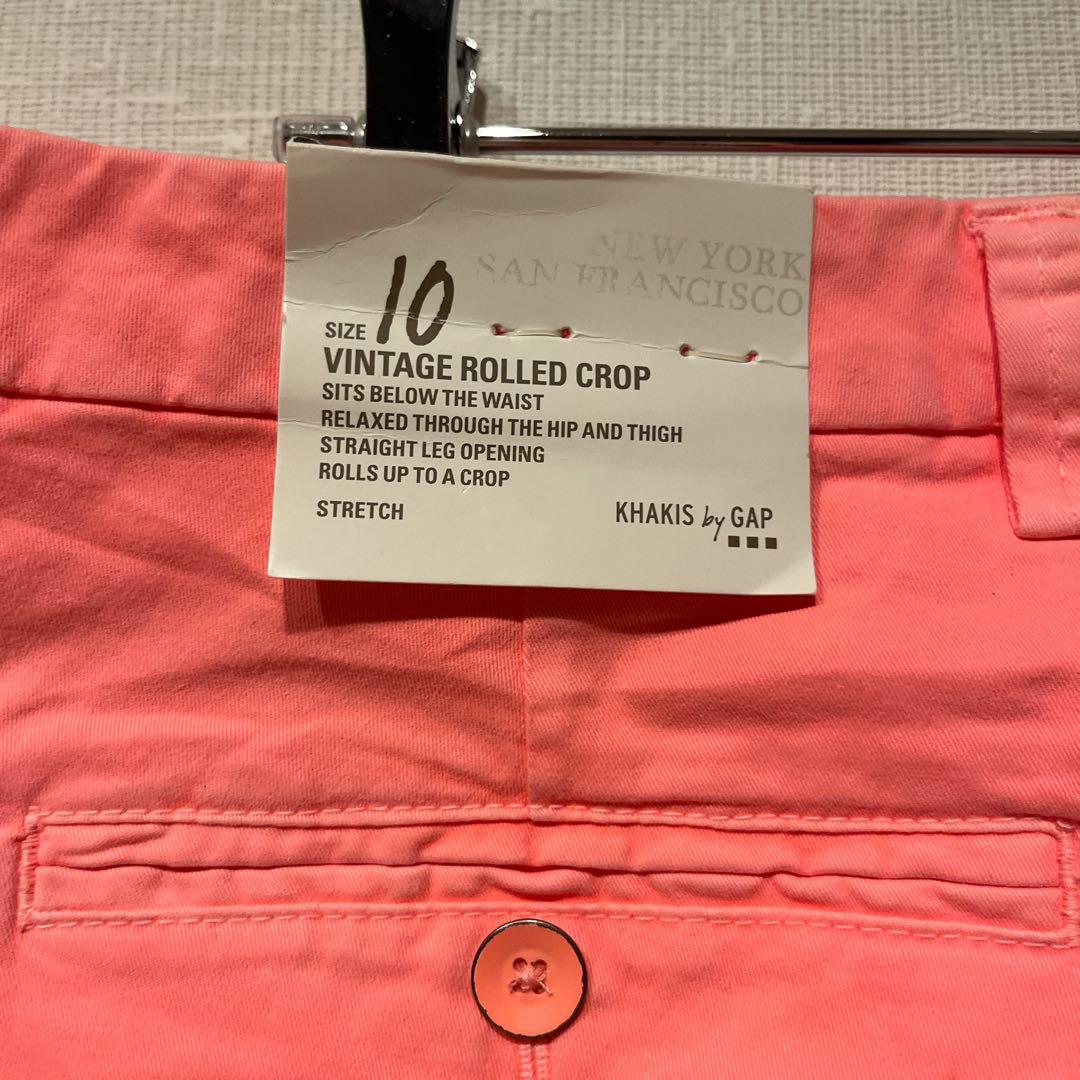 NEW YORK
SAN FRANCISCO
SIZE 10
VINTAGE ROLLED CROP
SITS BELOW THE WAIST
RELAXED THROUGH THE HIP AND THIGH
STRAIGHT LEG OPENING
ROLLS UP TO A CROP
STRETCH
KHAKIS by GAP